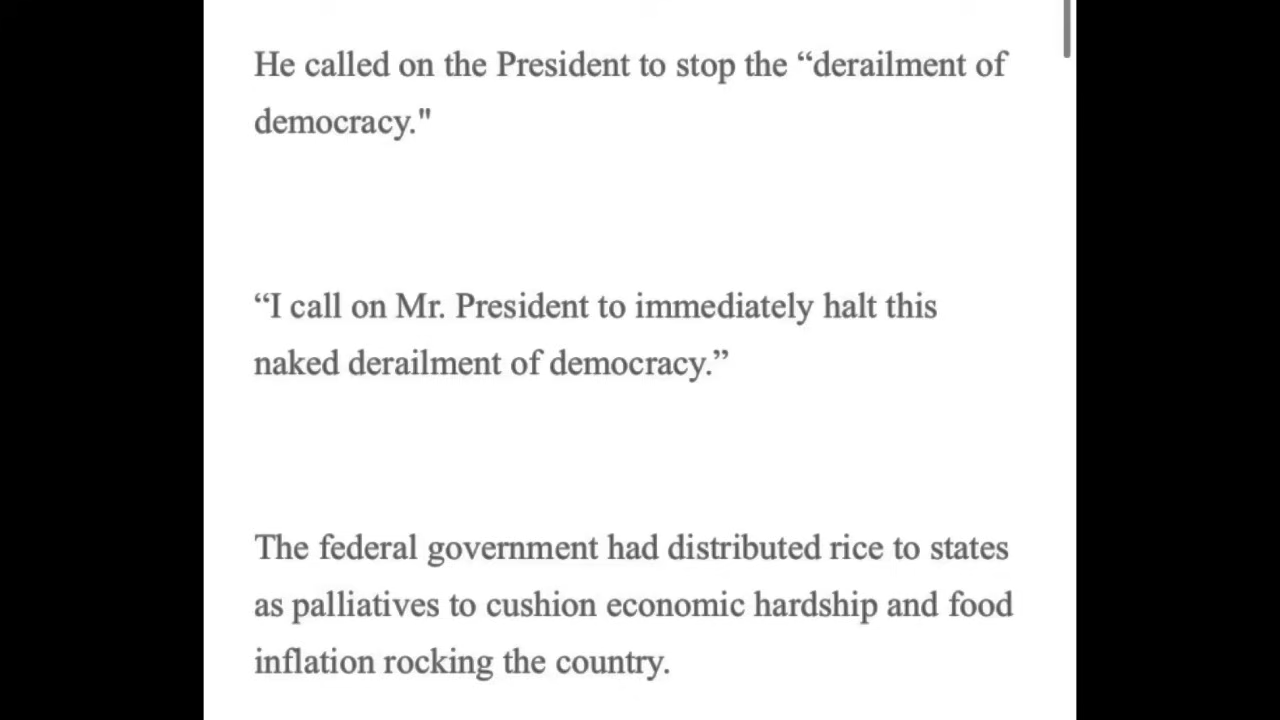 He called on the President to stop the “derailment of
democracy."
“I call on Mr. President to immediately halt this
naked derailment of democracy.”
The federal government had distributed rice to states
as palliatives to cushion economic hardship and food
inflation rocking the country.